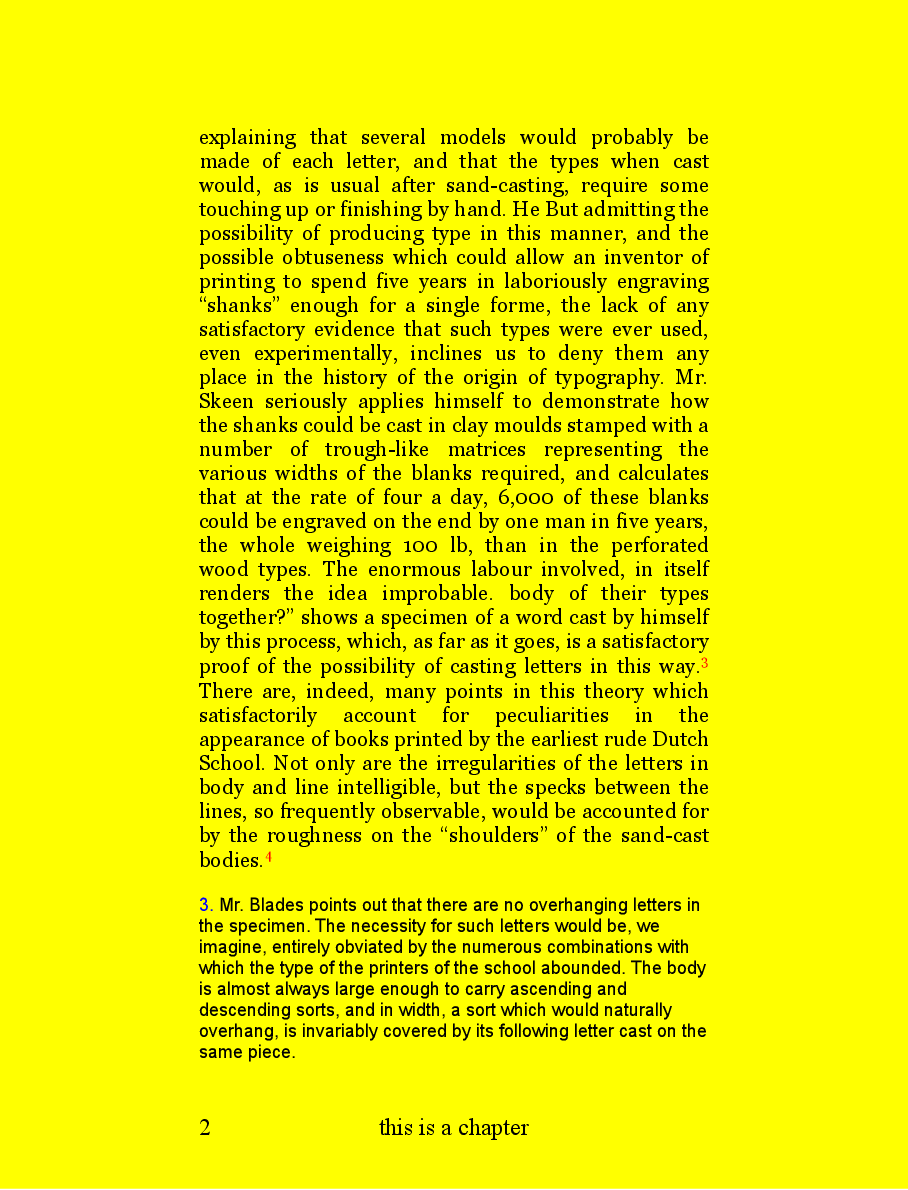 explaining that several models would probably be
made of each letter, and that the types when cast
would, as is usual after sand-casting, require some
touching up or finishing by hand. He But admitting the
possibility of producing type in this manner, and the
possible obtuseness which could allow an inventor of
printing to spend five years in laboriously engraving
“shanks” enough for a single forme, the lack of any
satisfactory evidence that such types were ever used,
even experimentally, inclines us to deny them any
place in the history of the origin of typography. Mr.
Skeen seriously applies himself to demonstrate how
the shanks could be cast in clay moulds stamped with a
number of trough-like matrices representing the
various widths of the blanks required, and calculates
that at the rate of four a day, 6,000 of these blanks
could be engraved on the end by one man in five years,
the whole weighing 100 lb, than in the perforated
wood types. The enormous labour involved, in itself
renders the idea improbable. body of their types
together?” shows a specimen of a word cast by himself
by this process, which, as far as it goes, is a satisfactory
proof of the possibility of casting letters in this way.3
There are, indeed, many points in this theory which
satisfactorily account for peculiarities in the
appearance of books printed by the earliest rude Dutch
School. Not only are the irregularities of the letters in
body and line intelligible, but the specks between the
lines, so frequently observable, would be accounted for
by the roughness on the “shoulders” of the sand-cast
bodies.4
3. Mr. Blades points out that there are no overhanging letters in
the specimen. The necessity for such letters would be, we
imagine, entirely obviated by the numerous combinations with
which the type of the printers of the school abounded. The body
is almost always large enough to carry ascending and
descending sorts, and in width, a sort which would naturally
overhang, is invariably covered by its following letter cast on the
same piece.
2 this is a chapter